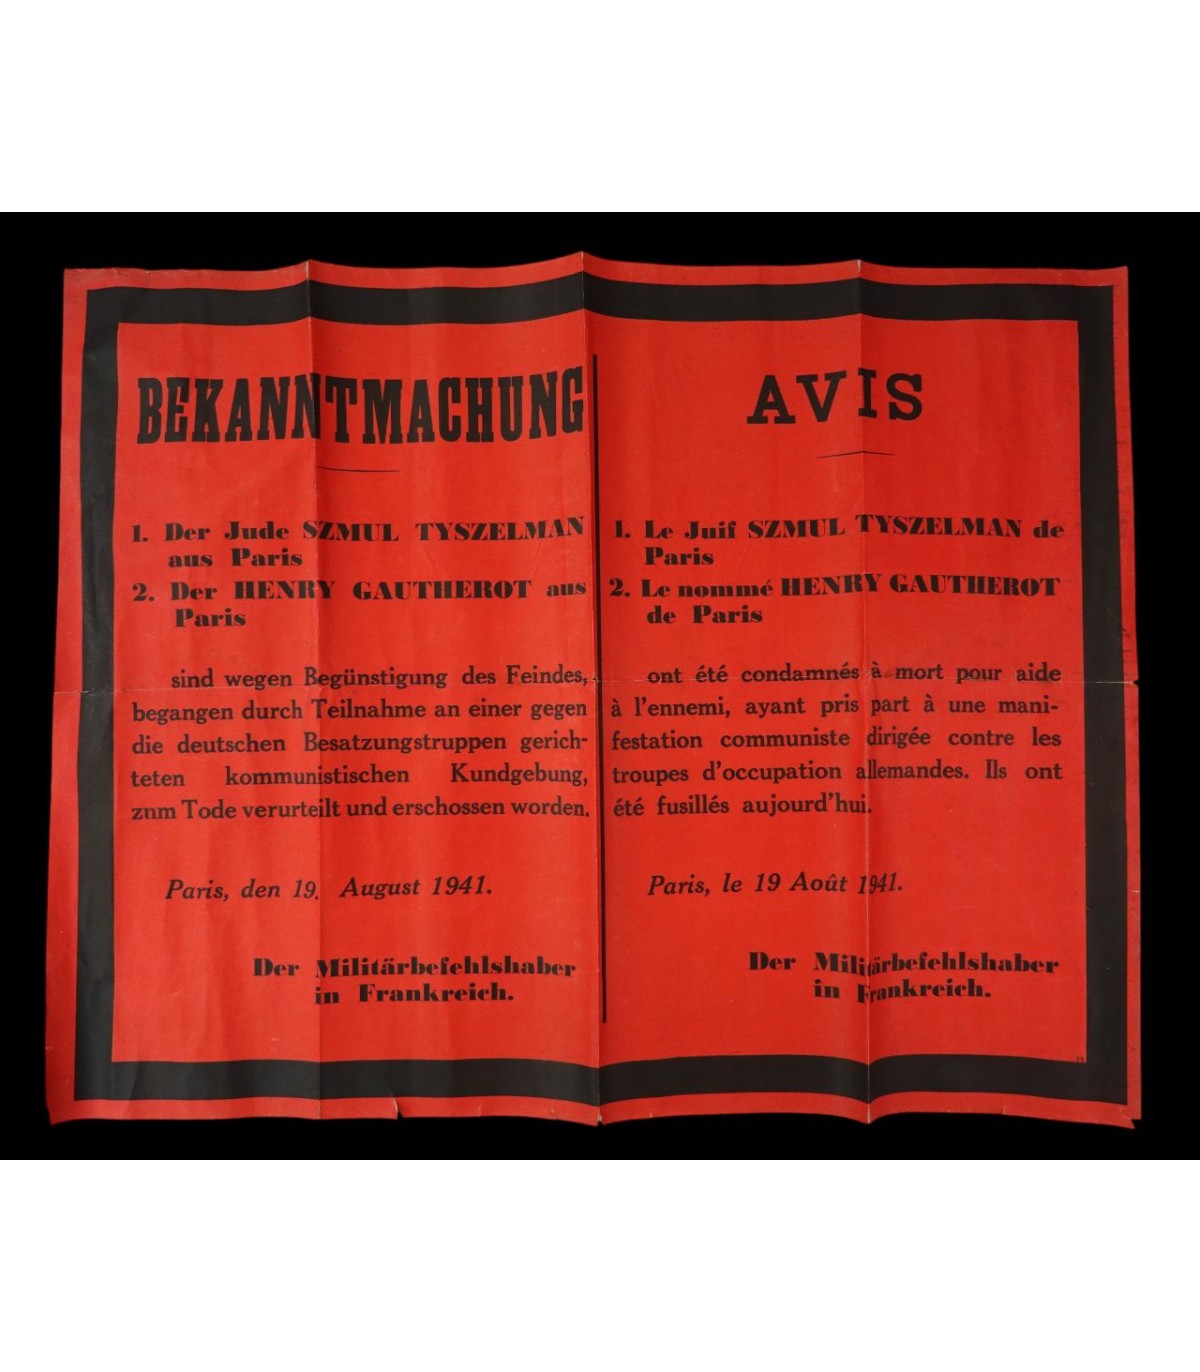 BEKANNTMACHUNG
1. Der Jude SZMUL TYSZELMAN
aus Paris
2. Der HENRY GAUTHEROT aus
Paris
sind wegen Begünstigung des Feindes,
begangen durch Teilnahme an einer gegen
die deutschen Besatzungstruppen gerich-
teten kommunistischen Kundgebung,
znm Tode verurteilt und erschossen worden.
Paris, den 19. August 1941.
Der Militärbefehlshaber
in Frankreich.
AVIS
1. Le Juif SZMUL TYSZELMAN de
Paris
2. Le nommé HENRY GAUTHEROT
de Paris
ont été condamnés à mort pour aide
à l'ennemi, ayant pris part à une mani-
festation communiste dirigée contre les
troupes d'occupation allemandes. Ils ont
été fusillés aujourd'hui.
Paris, le 19 Août 1941.
Der Militärbefehlshaber
in Frankreich.